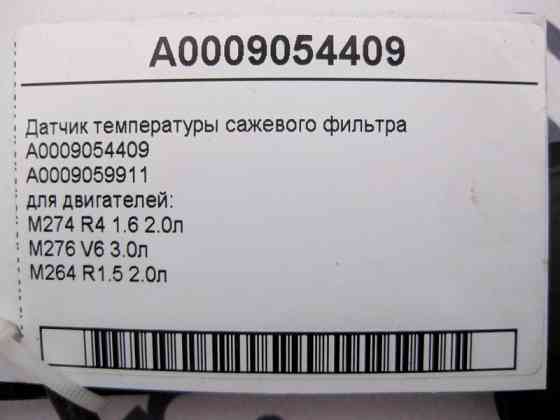 A0009054409
Датчик температуры сажевого фильтра
A0009054409
A0009059911
для двигателей:
M274 R4 1.6 2.0л
M276 V6 3.0л
M264 R1.5 2.0л